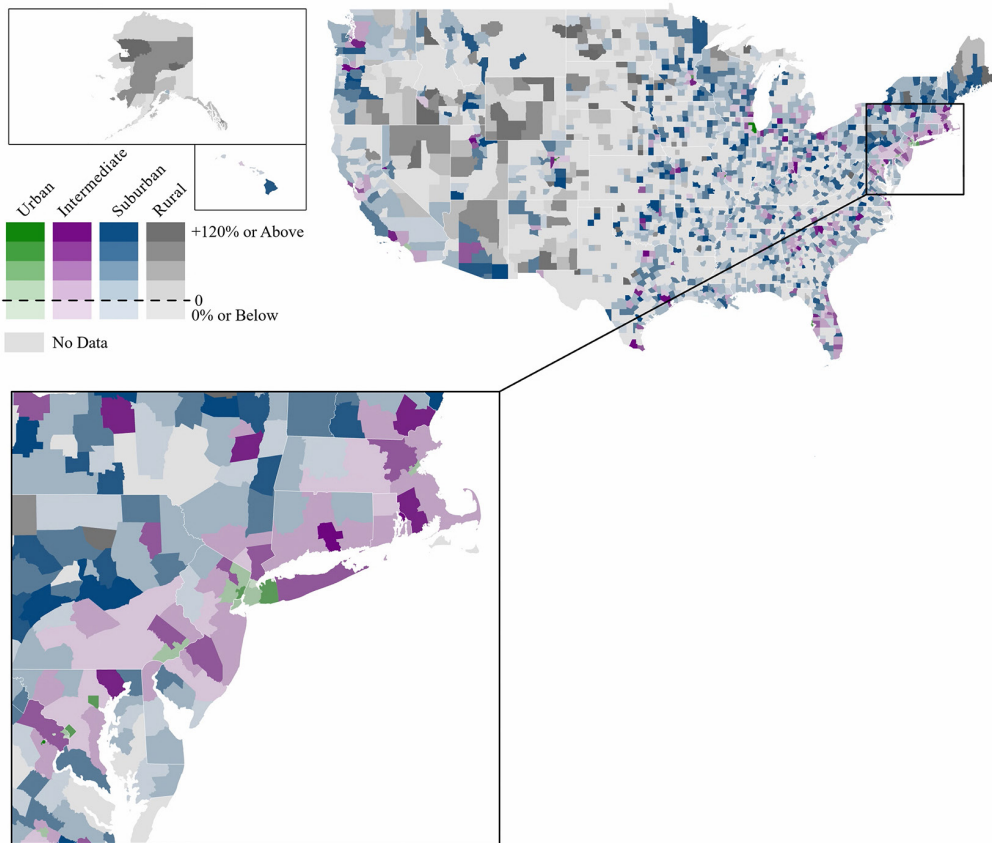 Urban
Intermediate
Suburban
Rural
+120% or Above
0
0% or Below
No Data